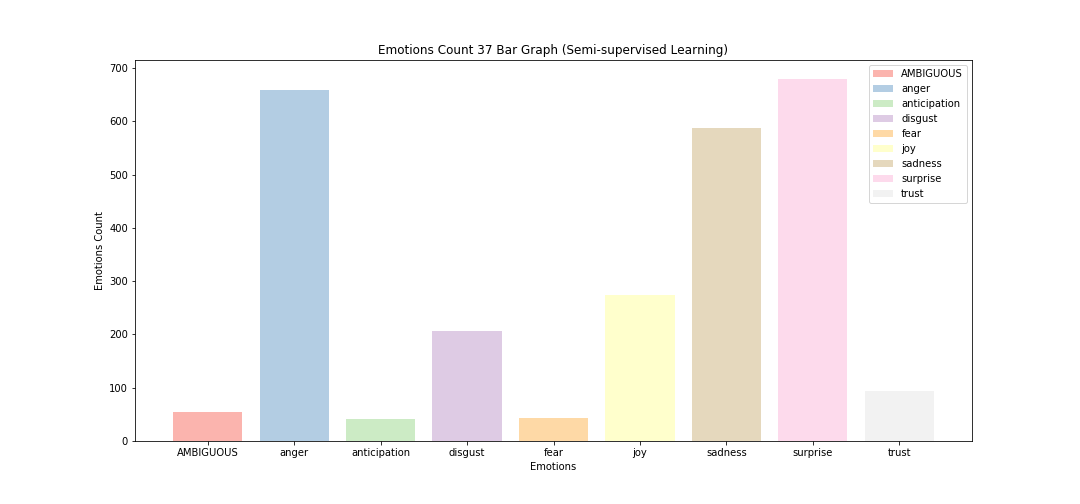 Emotions Count 37 Bar Graph (Semi-supervised Learning)
700
600
500
400
300
200
100
0
Emotions Count
AMBIGUOUS
anger
anticipation
disgust
fear
joy
sadness
surprise
trust
AMBIGUOUS anger anticipation disgust fear joy sadness surprise trust
Emotions